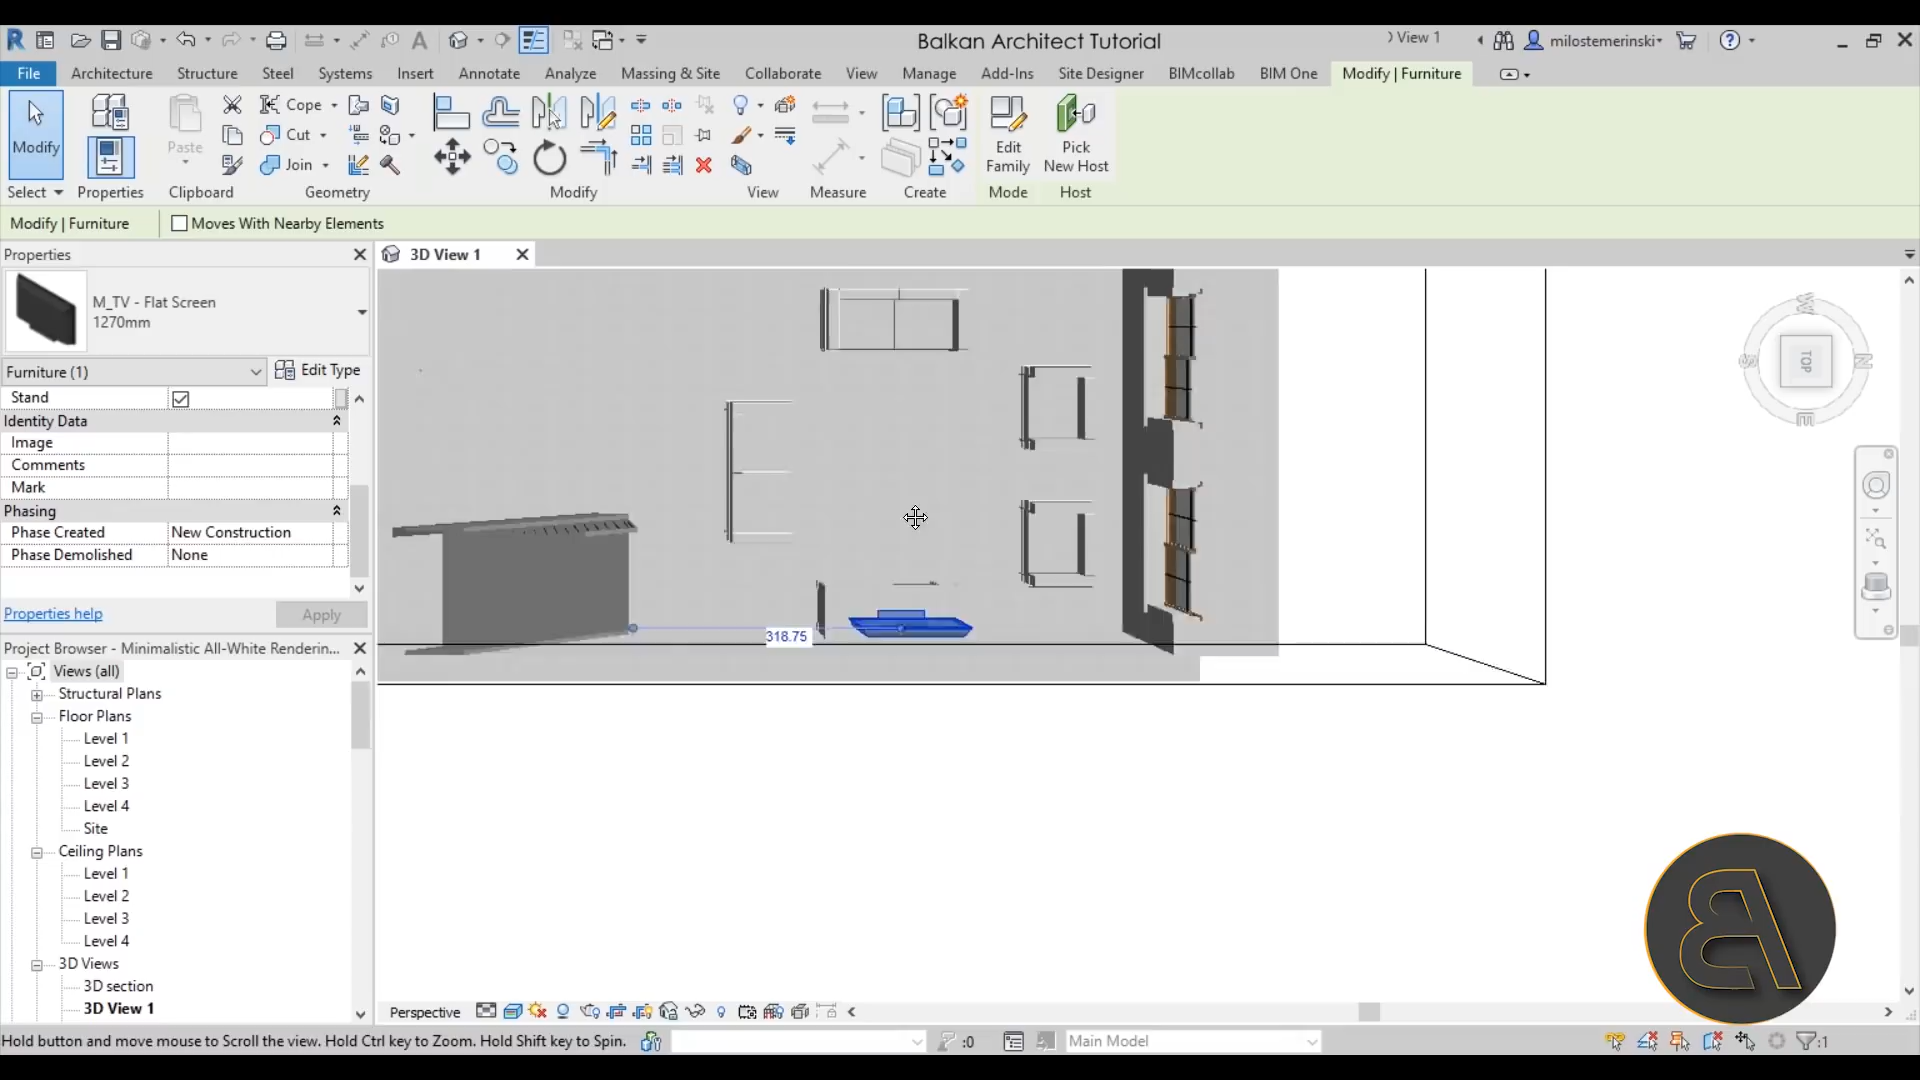 Balkan Architect Tutorial
View 1
milostemerinski
File
Architecture
Structure
Steel
Systems
Insert
Annotate
Analyze
Massing & Site
Collaborate
View
Manage
Add-Ins
Site Designer
BIMcollab
BIM One
Modify | Furniture
Modify
Paste
Cope
Cut
Join
Edit
Family
Pick
New Host
Select
Properties
Clipboard
Geometry
Modify
View
Measure
Create
Mode
Host
Modify | Furniture
Moves With Nearby Elements
Properties
3D View 1
M_TV - Flat Screen
1270mm
Furniture (1)
Edit Type
Stand
Identity Data
Image
Comments
Mark
Phasing
Phase Created New Construction
Phase Demolished None
Properties help
Apply
Project Browser - Minimalistic All-White Renderin...
Views (all)
Structural Plans
Floor Plans
Level 1
Level 2
Level 3
Level 4
Site
Ceiling Plans
Level 1
Level 2
Level 3
Level 4
3D Views
3D section
3D View 1
318.75
W
S
TOP
N
E
Perspective
Hold button and move mouse to Scroll the view. Hold Ctrl key to Zoom. Hold Shift key to Spin.
:0
Main Model
:1